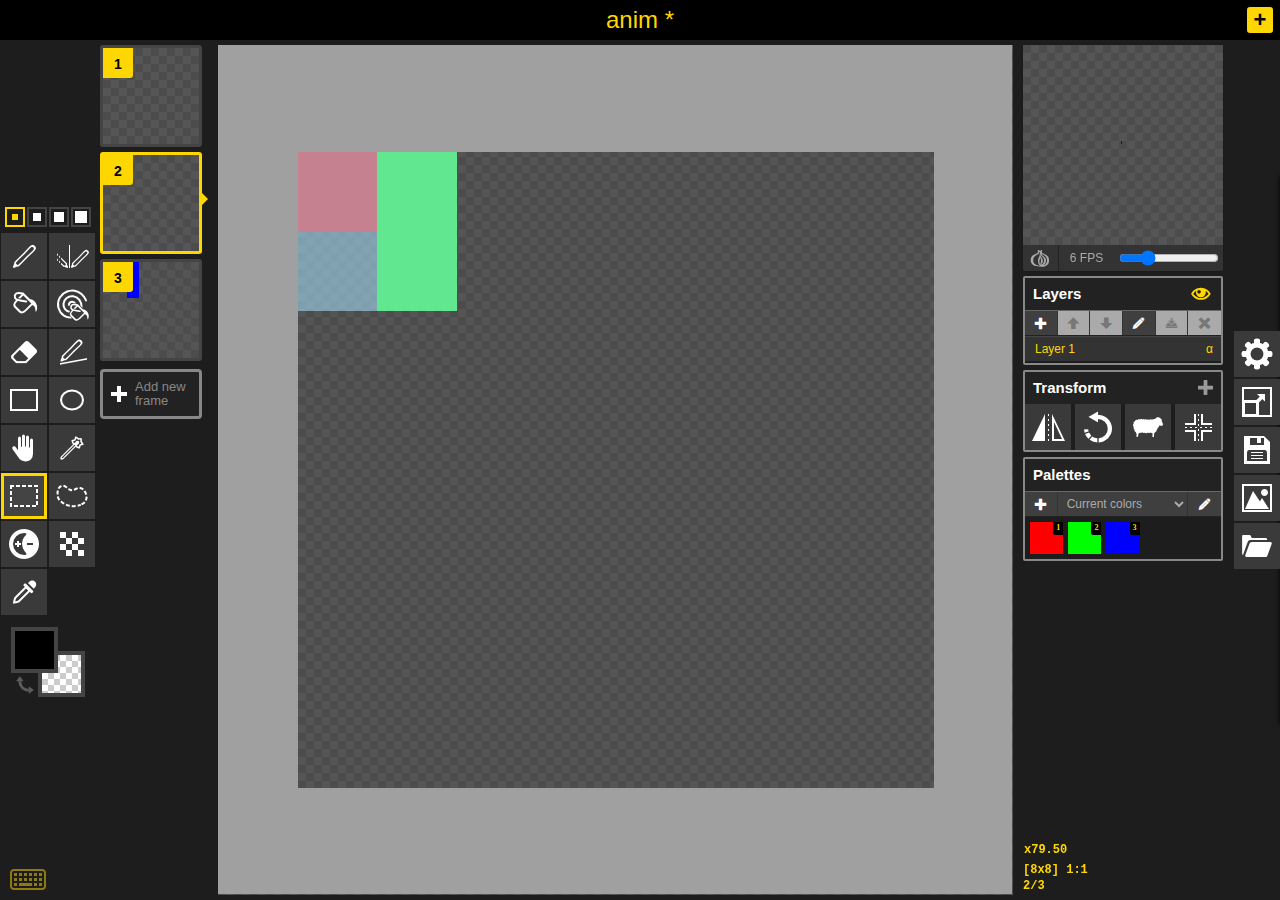 anim *
+
1
2
3
Add new
frame
6 FPS
Layers
Layer 1
α
Transform
Palettes
Current colors
1
2
3
x79.50
[8x8] 1:1
2/3